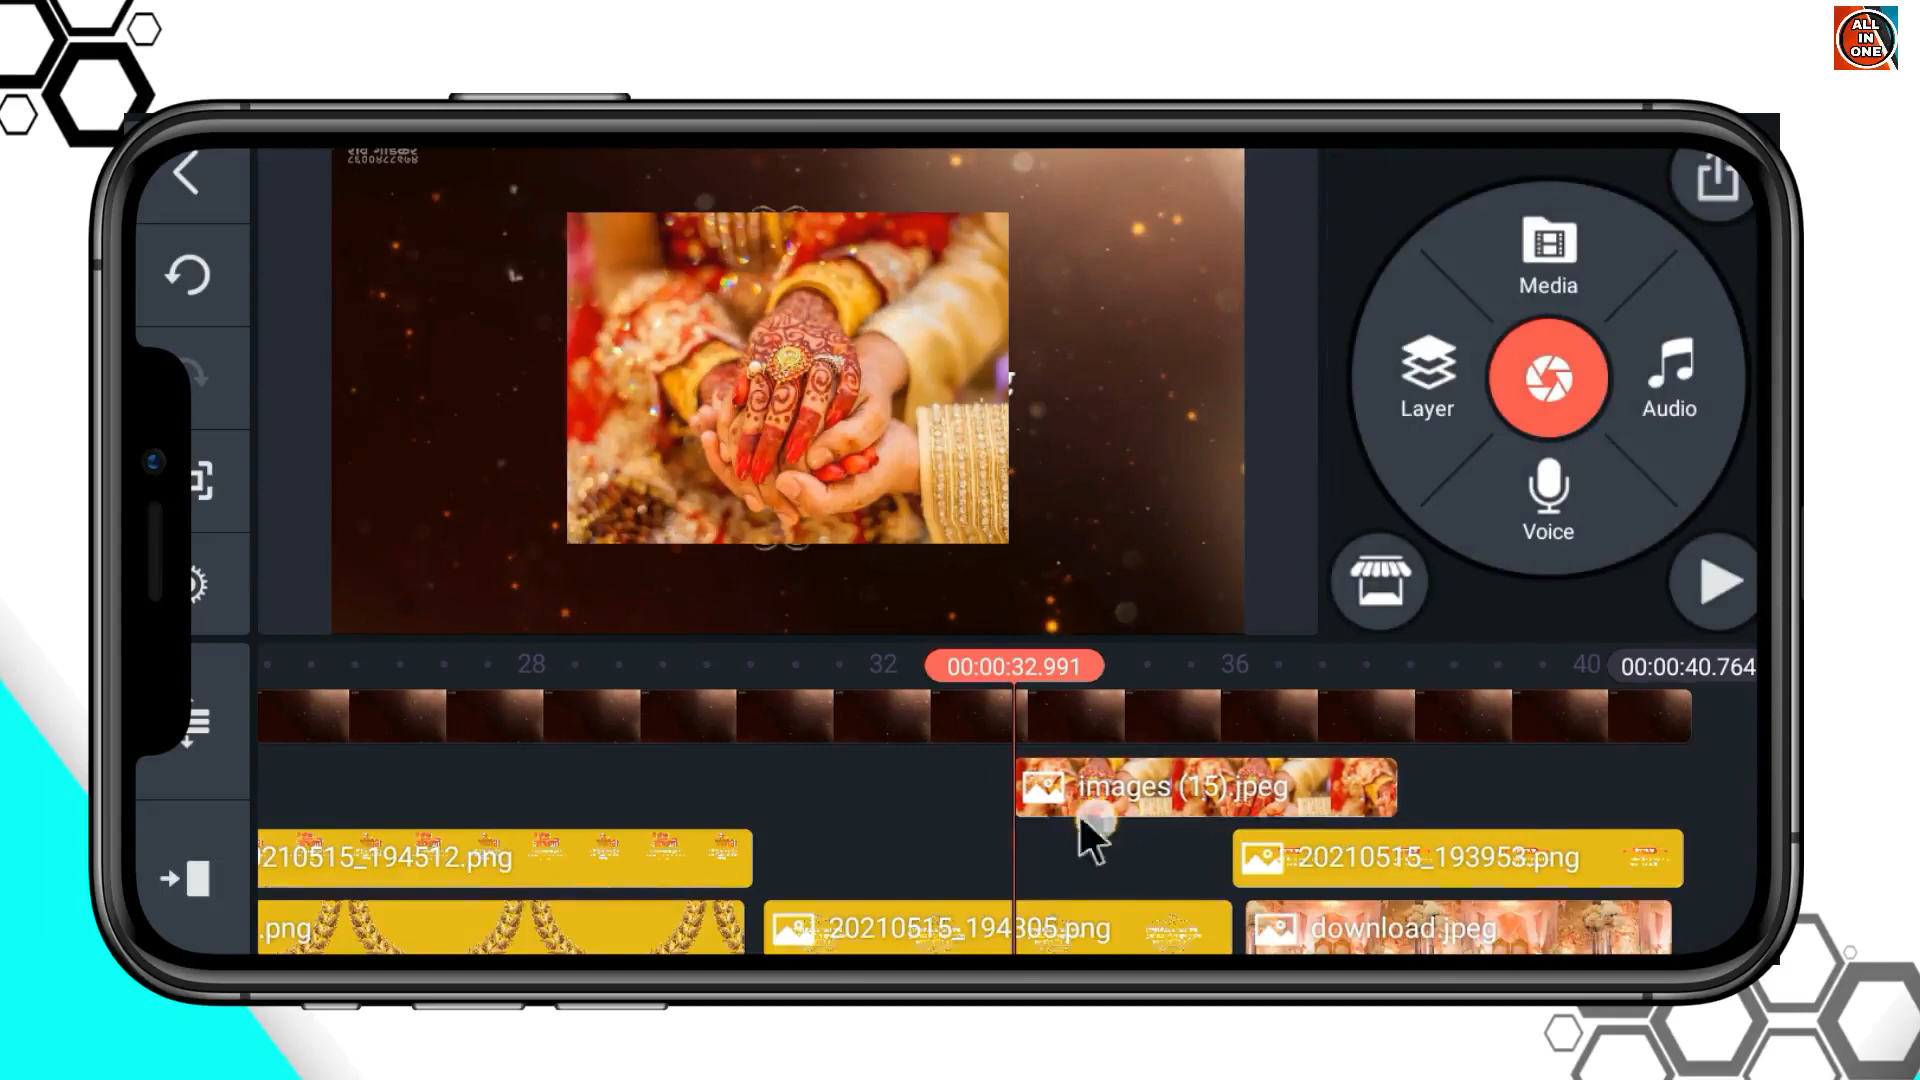 ALL
IN
ONE
Media
Layer
Audio
Voice
28
32
00:00:32.991
36
40
00:00:40.764
images (15).jpeg
0210515_194512.png
20210515_193953.png
.png
20210515_194305.png
download.jpeg